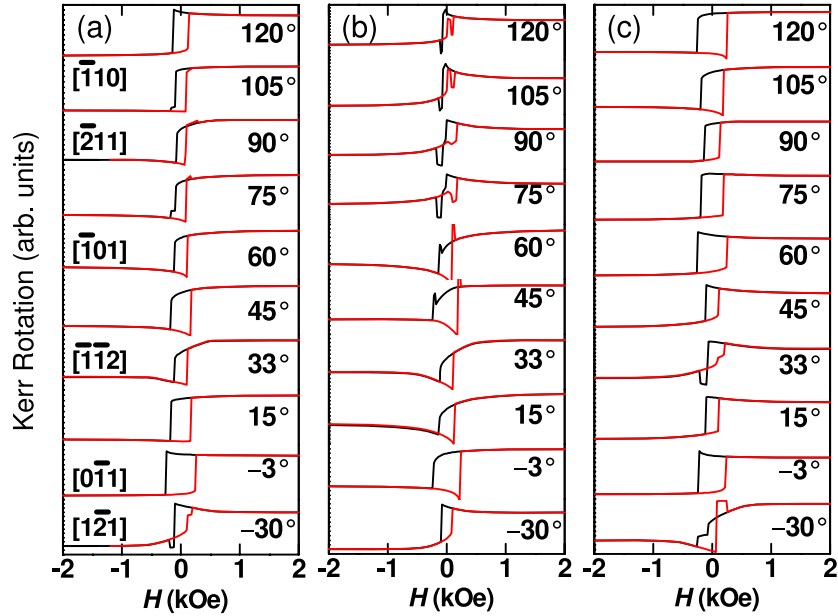 (a) (b) (c)
120° 120° 120°
[1̅10]
105° 105° 105°
[2̅11] 90° 90° 90°
75° 75° 75°
[1̅01] 60° 60° 60°
45° 45° 45°
[1̅1̅2] 33° 33° 33°
15° 15° 15°
[01̅1] −3° −3° −3°
[12̅1] −30° −30° −30°
Kerr Rotation (arb. units)
-2 -1 0 1 2 -2 -1 0 1 2 -2 -1 0 1 2
H (kOe) H (kOe) H (kOe)